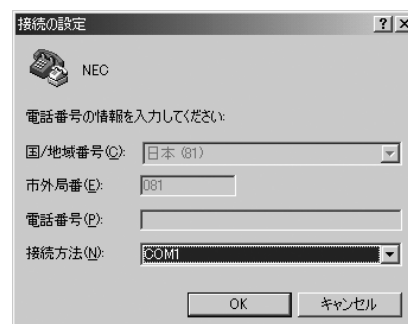 接続の設定
NEC
電話番号の情報を入力してください:
国/地域番号(C): 日本 (81)
市外局番(E): 081
電話番号(P):
接続方法(N): COM1
OK キャンセル